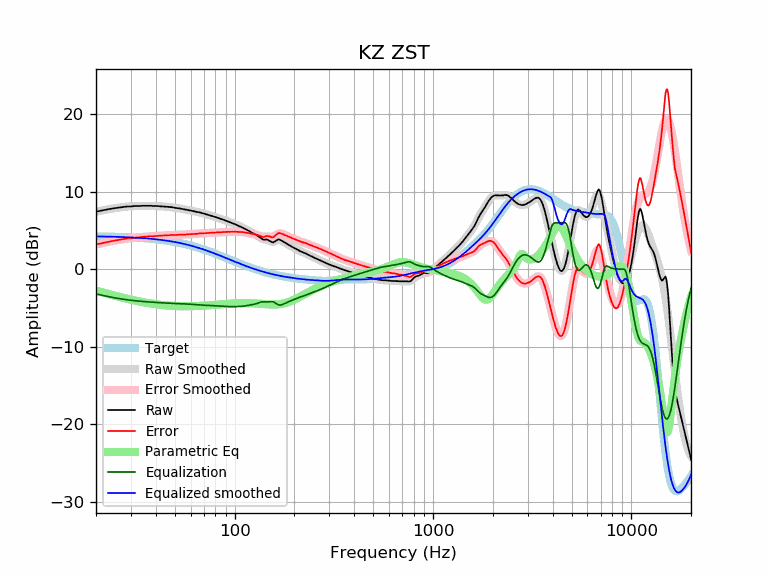 KZ ZST
Amplitude (dBr)
20
10
0
−10
−20
−30
Target
Raw Smoothed
Error Smoothed
Raw
Error
Parametric Eq
Equalization
Equalized smoothed
100
1000
10000
Frequency (Hz)